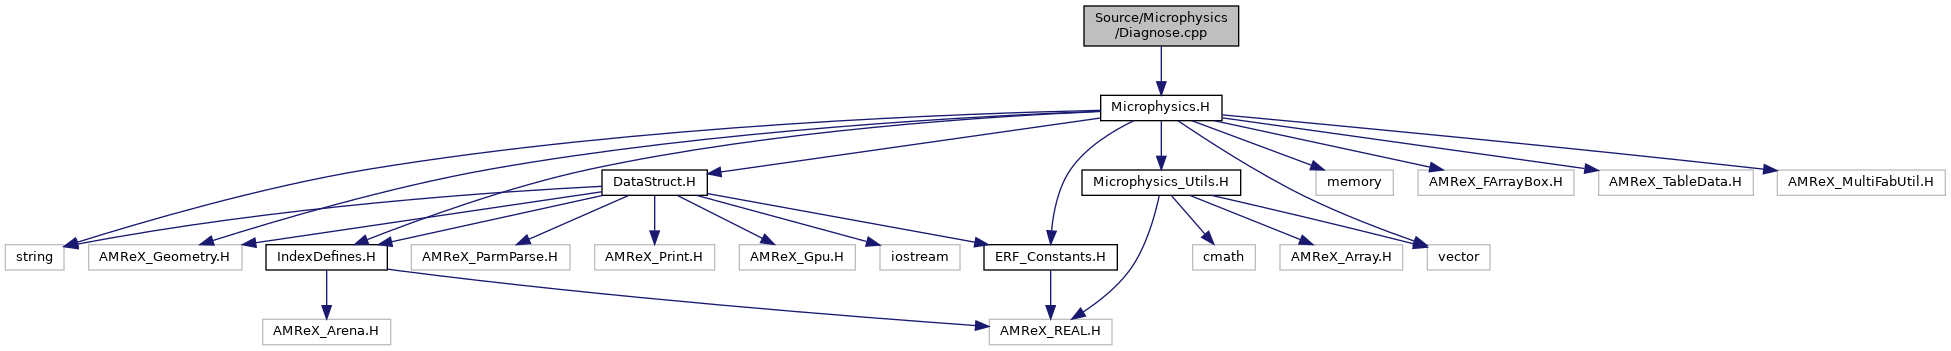 Source/Microphysics
/Diagnose.cpp
Microphysics.H
DataStruct.H
Microphysics_Utils.H
memory
AMReX_FArrayBox.H
AMReX_TableData.H
AMReX_MultiFabUtil.H
string
AMReX_Geometry.H
IndexDefines.H
AMReX_ParmParse.H
AMReX_Print.H
AMReX_Gpu.H
iostream
ERF_Constants.H
cmath
AMReX_Array.H
vector
AMReX_Arena.H
AMReX_REAL.H